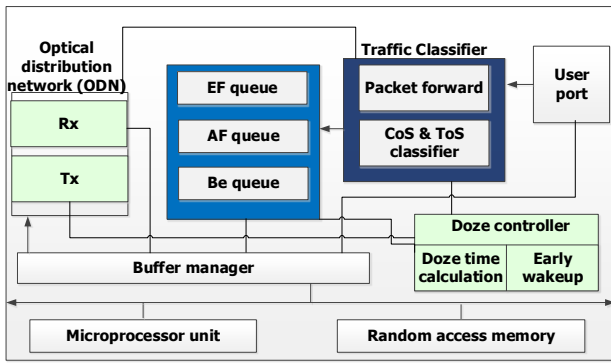 Optical
distribution
network (ODN)
Rx
Tx
EF queue
AF queue
Be queue
Traffic Classifier
Packet forward
CoS & ToS
classifier
User
port
Doze controller
Doze time
calculation
Early
wakeup
Buffer manager
Microprocessor unit
Random access memory